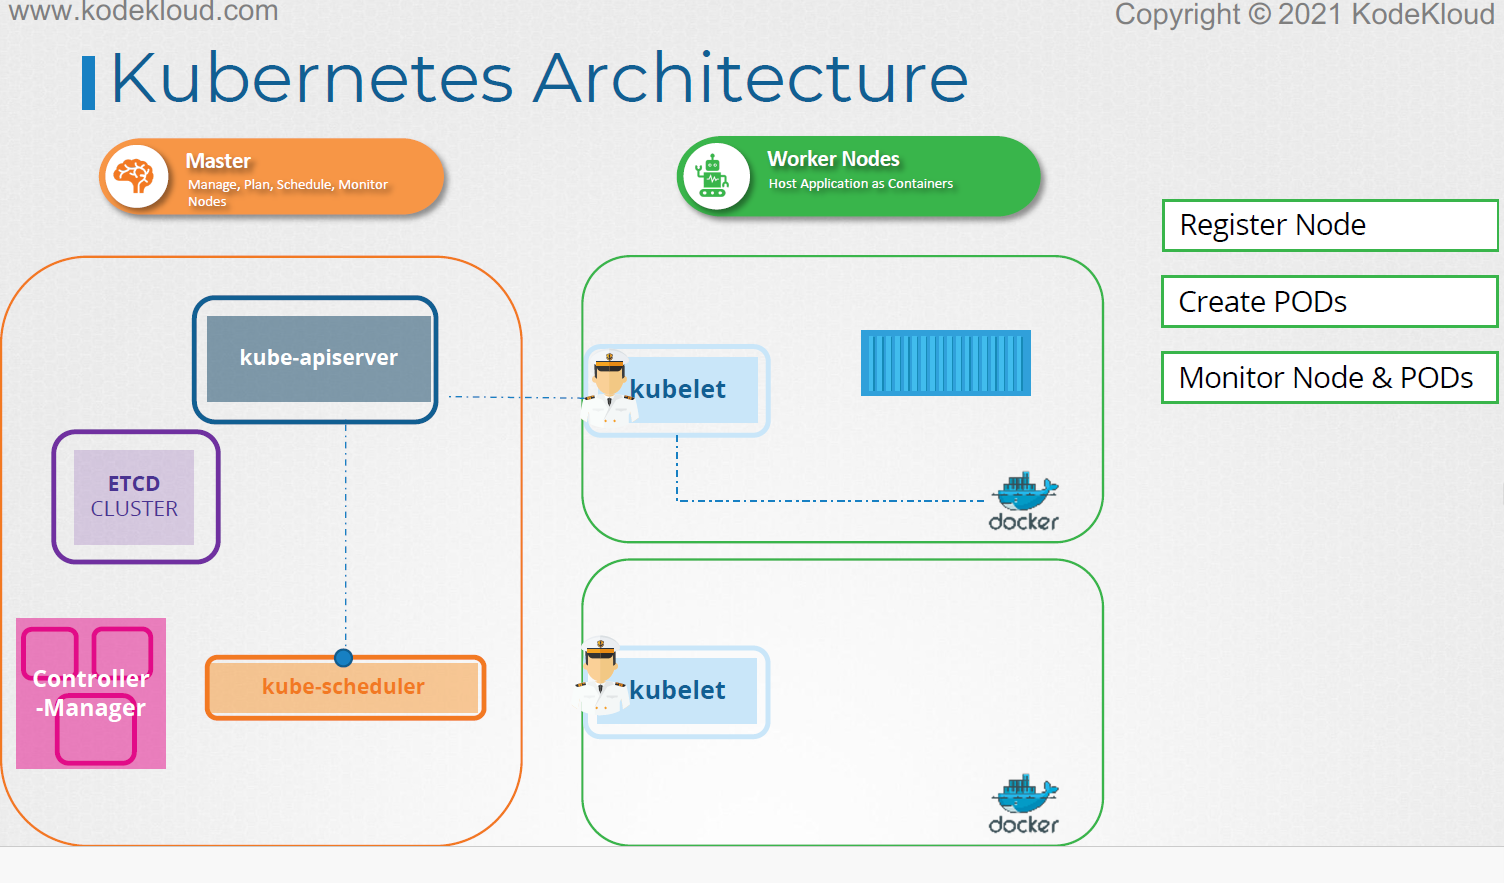 www.kodekloud.com
Copyright © 2021 KodeKloud
Kubernetes Architecture
Master
Manage, Plan, Schedule, Monitor
Nodes
Worker Nodes
Host Application as Containers
Register Node
Create PODs
Monitor Node & PODs
kube-apiserver
kubelet
ETCD
CLUSTER
docker
Controller
-Manager
kube-scheduler
kubelet
docker